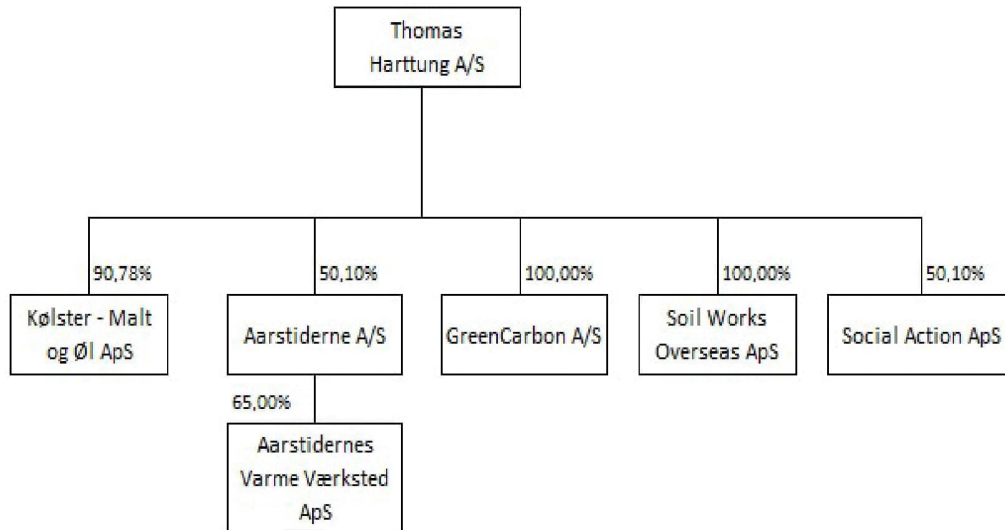 Thomas
Harttung A/S
90,78%
50,10%
100,00%
100,00%
50,10%
Kølster - Malt
og Øl ApS
Aarstiderne A/S
GreenCarbon A/S
Soil Works
Overseas ApS
Social Action ApS
65,00%
Aarstidernes
Varme Værksted
ApS